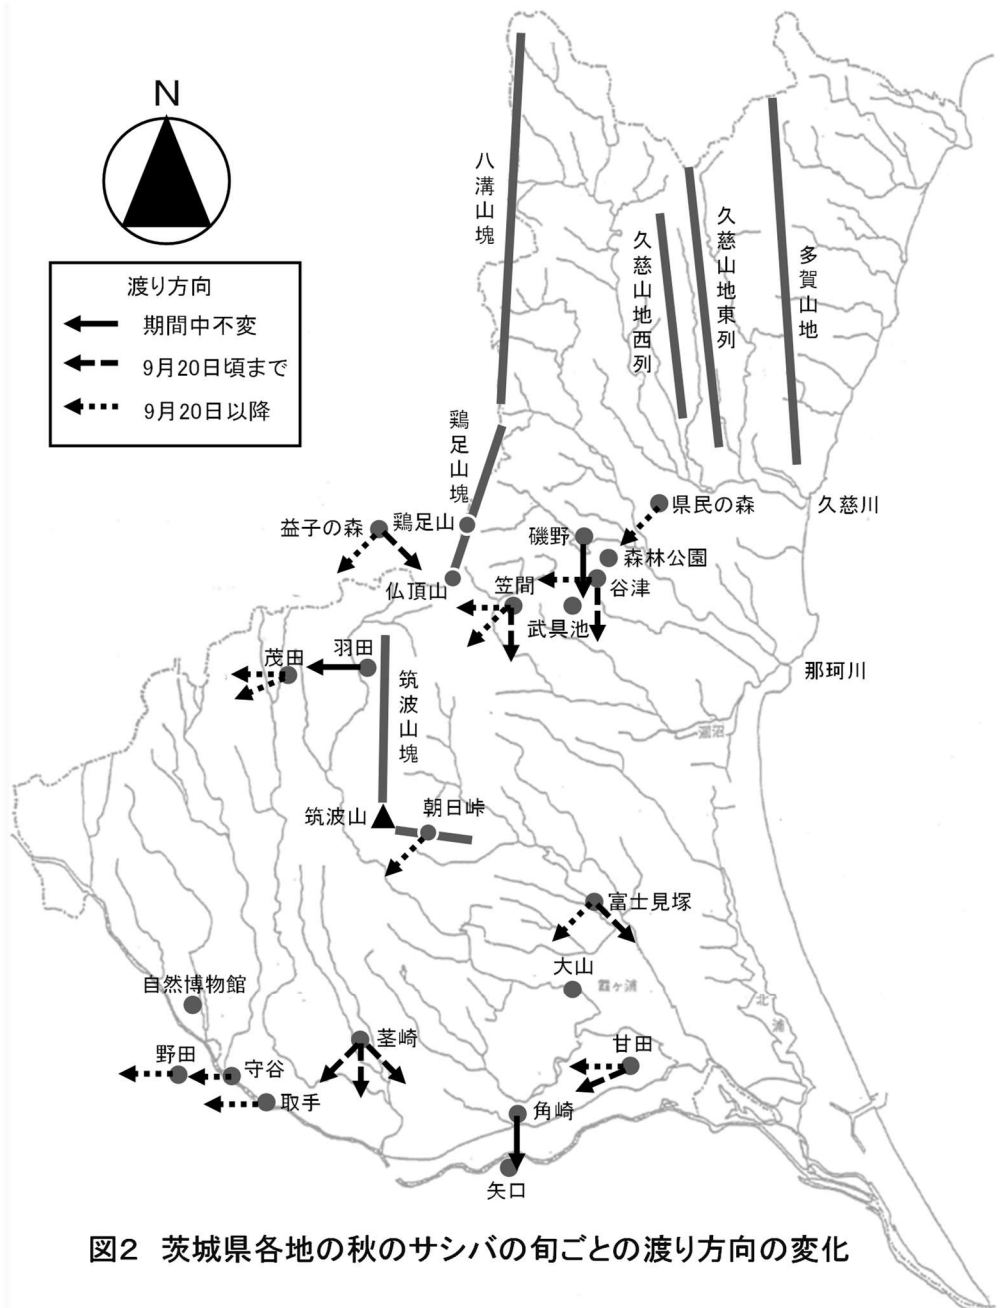 N
渡り方向
期間中不変
9月20日頃まで
9月20日以降
八溝山塊
久慈山地西列
久慈山地東列
多賀山地
鶏足山塊
益子の森
鶏足山
県民の森
久慈川
磯野
森林公園
仏頂山
笠間
谷津
武具池
茂田
羽田
那珂川
筑波山塊
涸沼
筑波山
朝日峠
富士見塚
大山
自然博物館
霞ヶ浦
北浦
茎崎
甘田
野田
守谷
取手
角崎
矢口
図2 茨城県各地の秋のサシバの旬ごとの渡り方向の変化